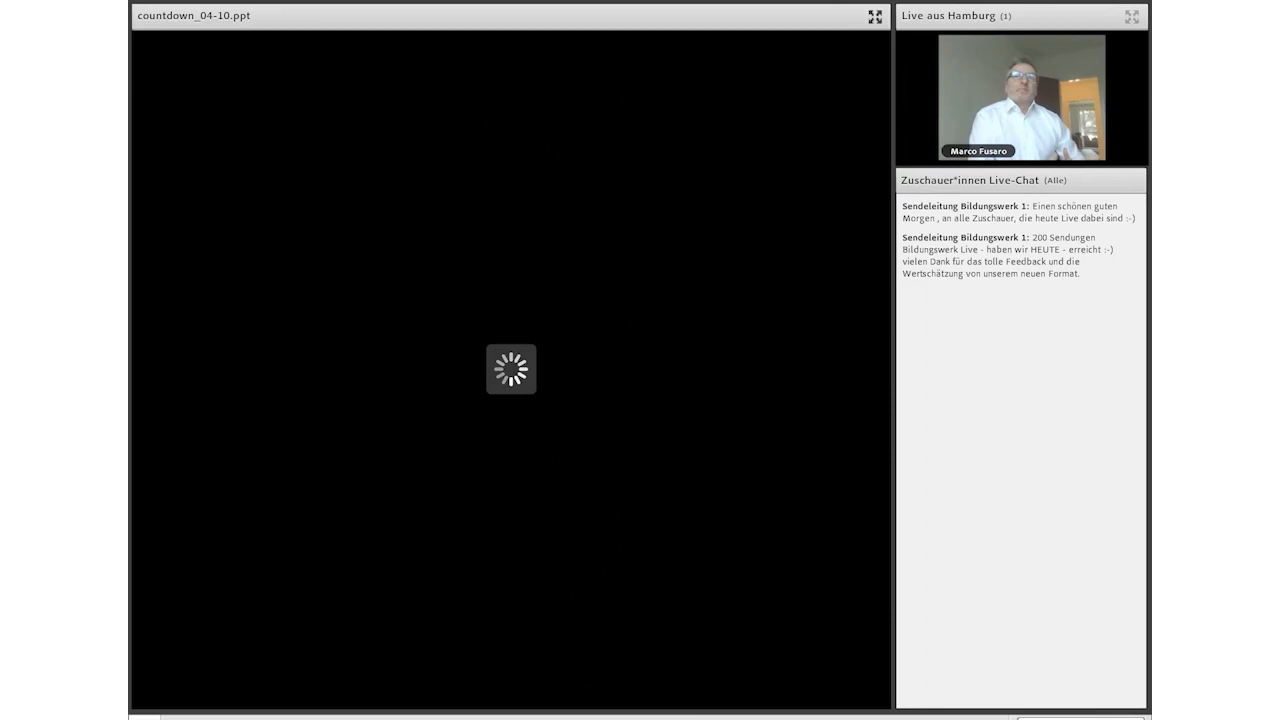 countdown_04-10.ppt
Live aus Hamburg (1)
Marco Fusaro
Zuschauer*innen Live-Chat (Alle)
Sendeleitung Bildungswerk 1: Einen schönen guten
Morgen , an alle Zuschauer, die heute Live dabei sind :-)
Sendeleitung Bildungswerk 1: 200 Sendungen
Bildungswerk Live - haben wir HEUTE - erreicht :-)
vielen Dank für das tolle Feedback und die
Wertschätzung von unserem neuen Format.